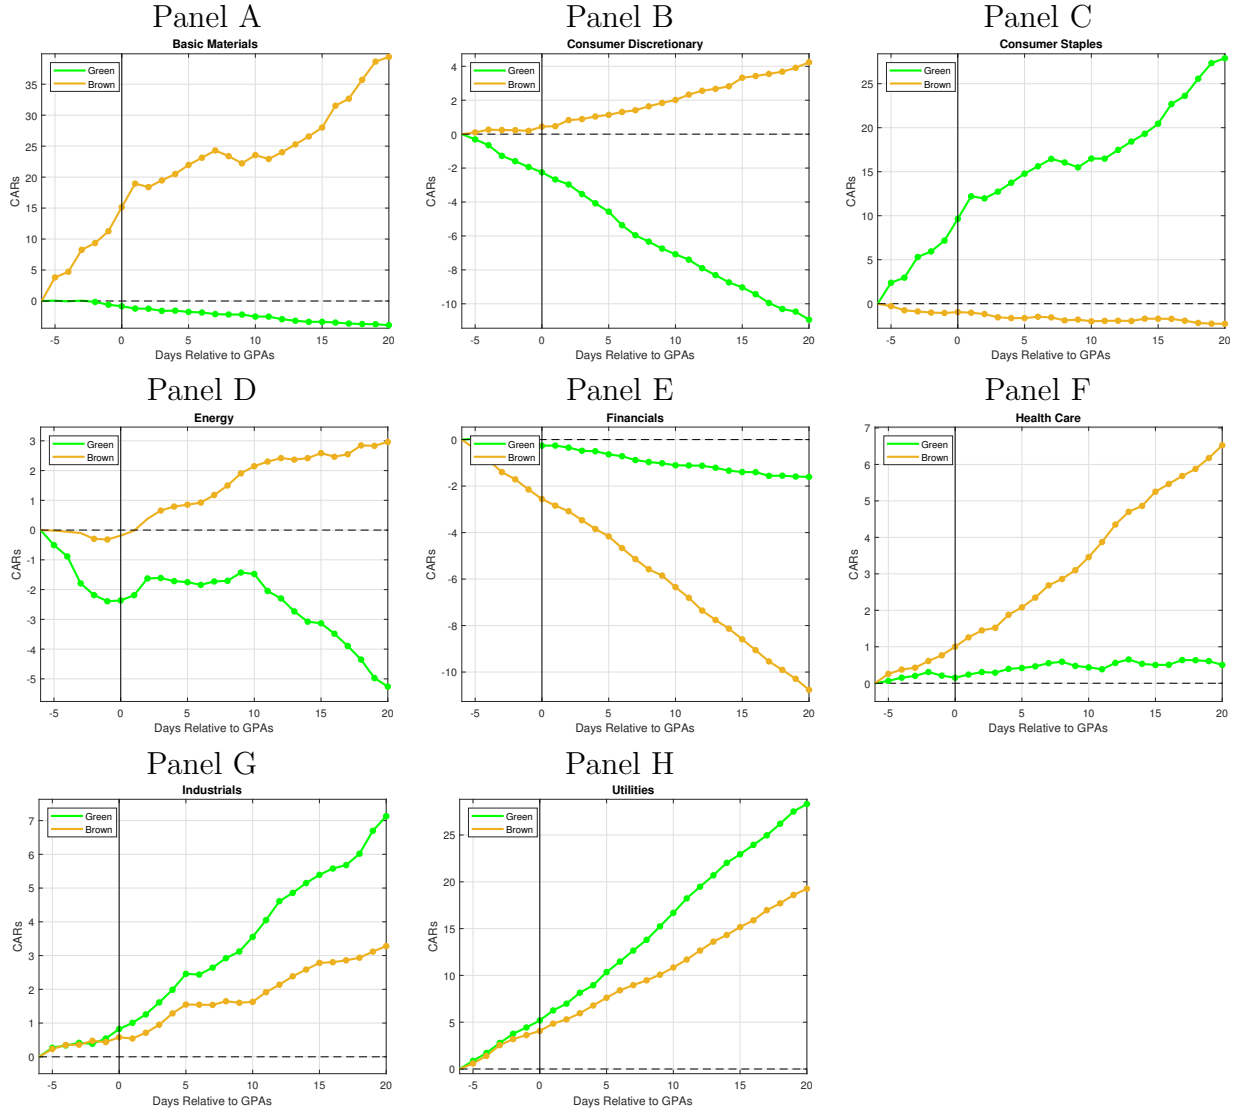 Panel A
Basic Materials
Green
Brown
CARs
35
30
25
20
15
10
5
0
-5 0 5 10 15 20
Days Relative to GPAs
Panel B
Consumer Discretionary
Green
Brown
CARs
4
2
0
-2
-4
-6
-8
-10
-5 0 5 10 15 20
Days Relative to GPAs
Panel C
Consumer Staples
Green
Brown
CARs
25
20
15
10
5
0
-5 0 5 10 15 20
Days Relative to GPAs
Panel D
Energy
Green
Brown
CARs
3
2
1
0
-1
-2
-3
-4
-5
-5 0 5 10 15 20
Days Relative to GPAs
Panel E
Financials
Green
Brown
CARs
0
-2
-4
-6
-8
-10
-5 0 5 10 15 20
Days Relative to GPAs
Panel F
Health Care
Green
Brown
CARs
7
6
5
4
3
2
1
0
-5 0 5 10 15 20
Days Relative to GPAs
Panel G
Industrials
Green
Brown
CARs
7
6
5
4
3
2
1
0
-5 0 5 10 15 20
Days Relative to GPAs
Panel H
Utilities
Green
Brown
CARs
25
20
15
10
5
0
-5 0 5 10 15 20
Days Relative to GPAs